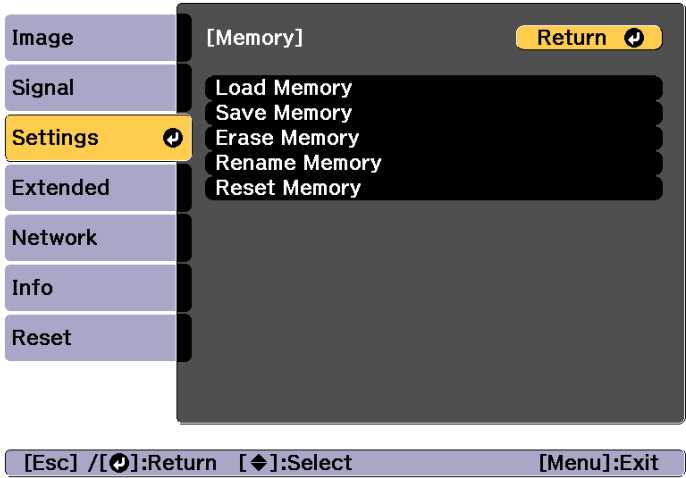 Image
Signal
Settings
Extended
Network
Info
Reset
[Memory]
Return
Load Memory
Save Memory
Erase Memory
Rename Memory
Reset Memory
[Esc] /[⏎]:Return [◆]:Select [Menu]:Exit